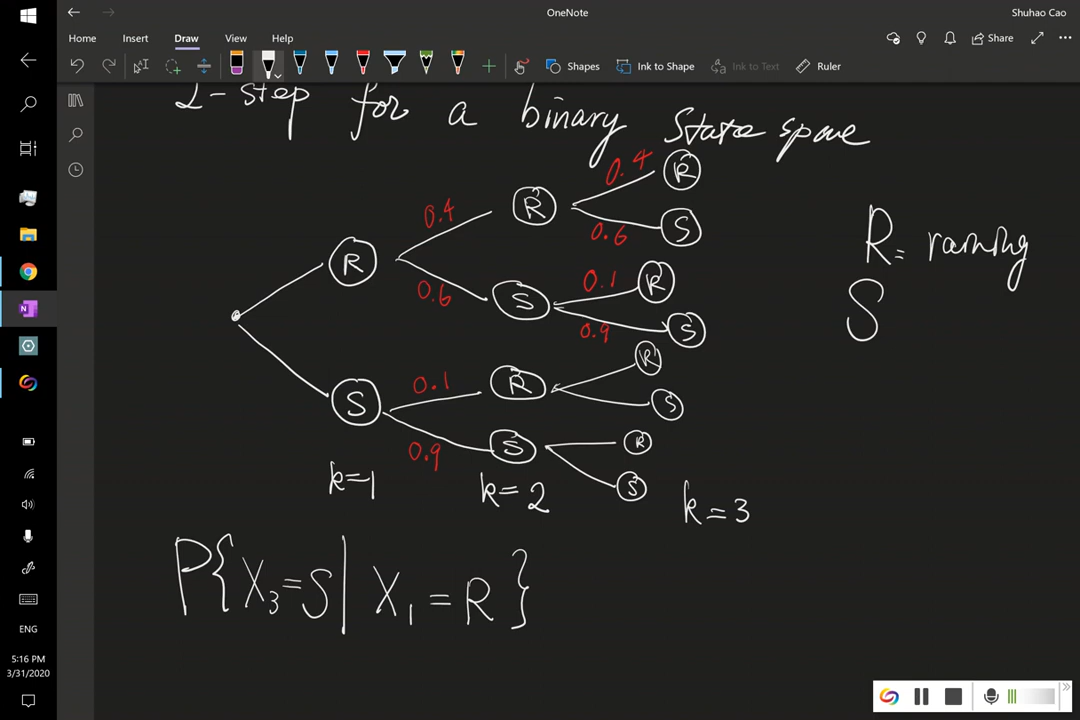 OneNote
Shuhao Cao
Home Insert Draw View Help
Share
Shapes Ink to Shape Ink to Text Ruler
2-step for a binary State space
0.4 R
0.4 R
0.6 S
R
0.6 S
0.1 R
0.9 S
0.1 R
R
S
S
0.9 S
R
S
k=1 k=2 k=3
R= raining
S
P{X3=S| X1=R}
ENG
5:16 PM
3/31/2020